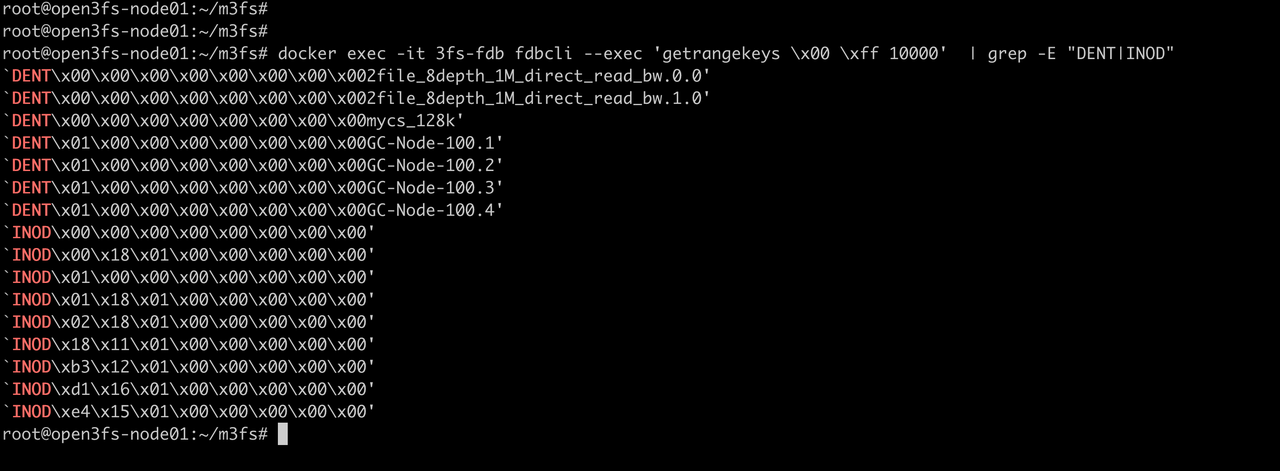 root@open3fs-node01:~/m3fs#
root@open3fs-node01:~/m3fs#
root@open3fs-node01:~/m3fs# docker exec -it 3fs-fdb fdbcli --exec 'getrangekeys \x00 \xff 10000'  | grep -E "DENT|INOD"
`DENT\x00\x00\x00\x00\x00\x00\x00\x002file_8depth_1M_direct_read_bw.0.0'
`DENT\x00\x00\x00\x00\x00\x00\x00\x002file_8depth_1M_direct_read_bw.1.0'
`DENT\x00\x00\x00\x00\x00\x00\x00\x00mycs_128k'
`DENT\x01\x00\x00\x00\x00\x00\x00\x00GC-Node-100.1'
`DENT\x01\x00\x00\x00\x00\x00\x00\x00GC-Node-100.2'
`DENT\x01\x00\x00\x00\x00\x00\x00\x00GC-Node-100.3'
`DENT\x01\x00\x00\x00\x00\x00\x00\x00GC-Node-100.4'
`INOD\x00\x00\x00\x00\x00\x00\x00\x00'
`INOD\x00\x18\x01\x00\x00\x00\x00\x00'
`INOD\x01\x00\x00\x00\x00\x00\x00\x00'
`INOD\x01\x18\x01\x00\x00\x00\x00\x00'
`INOD\x02\x18\x01\x00\x00\x00\x00\x00'
`INOD\x18\x11\x01\x00\x00\x00\x00\x00'
`INOD\xb3\x12\x01\x00\x00\x00\x00\x00'
`INOD\xd1\x16\x01\x00\x00\x00\x00\x00'
`INOD\xe4\x15\x01\x00\x00\x00\x00\x00'
root@open3fs-node01:~/m3fs#